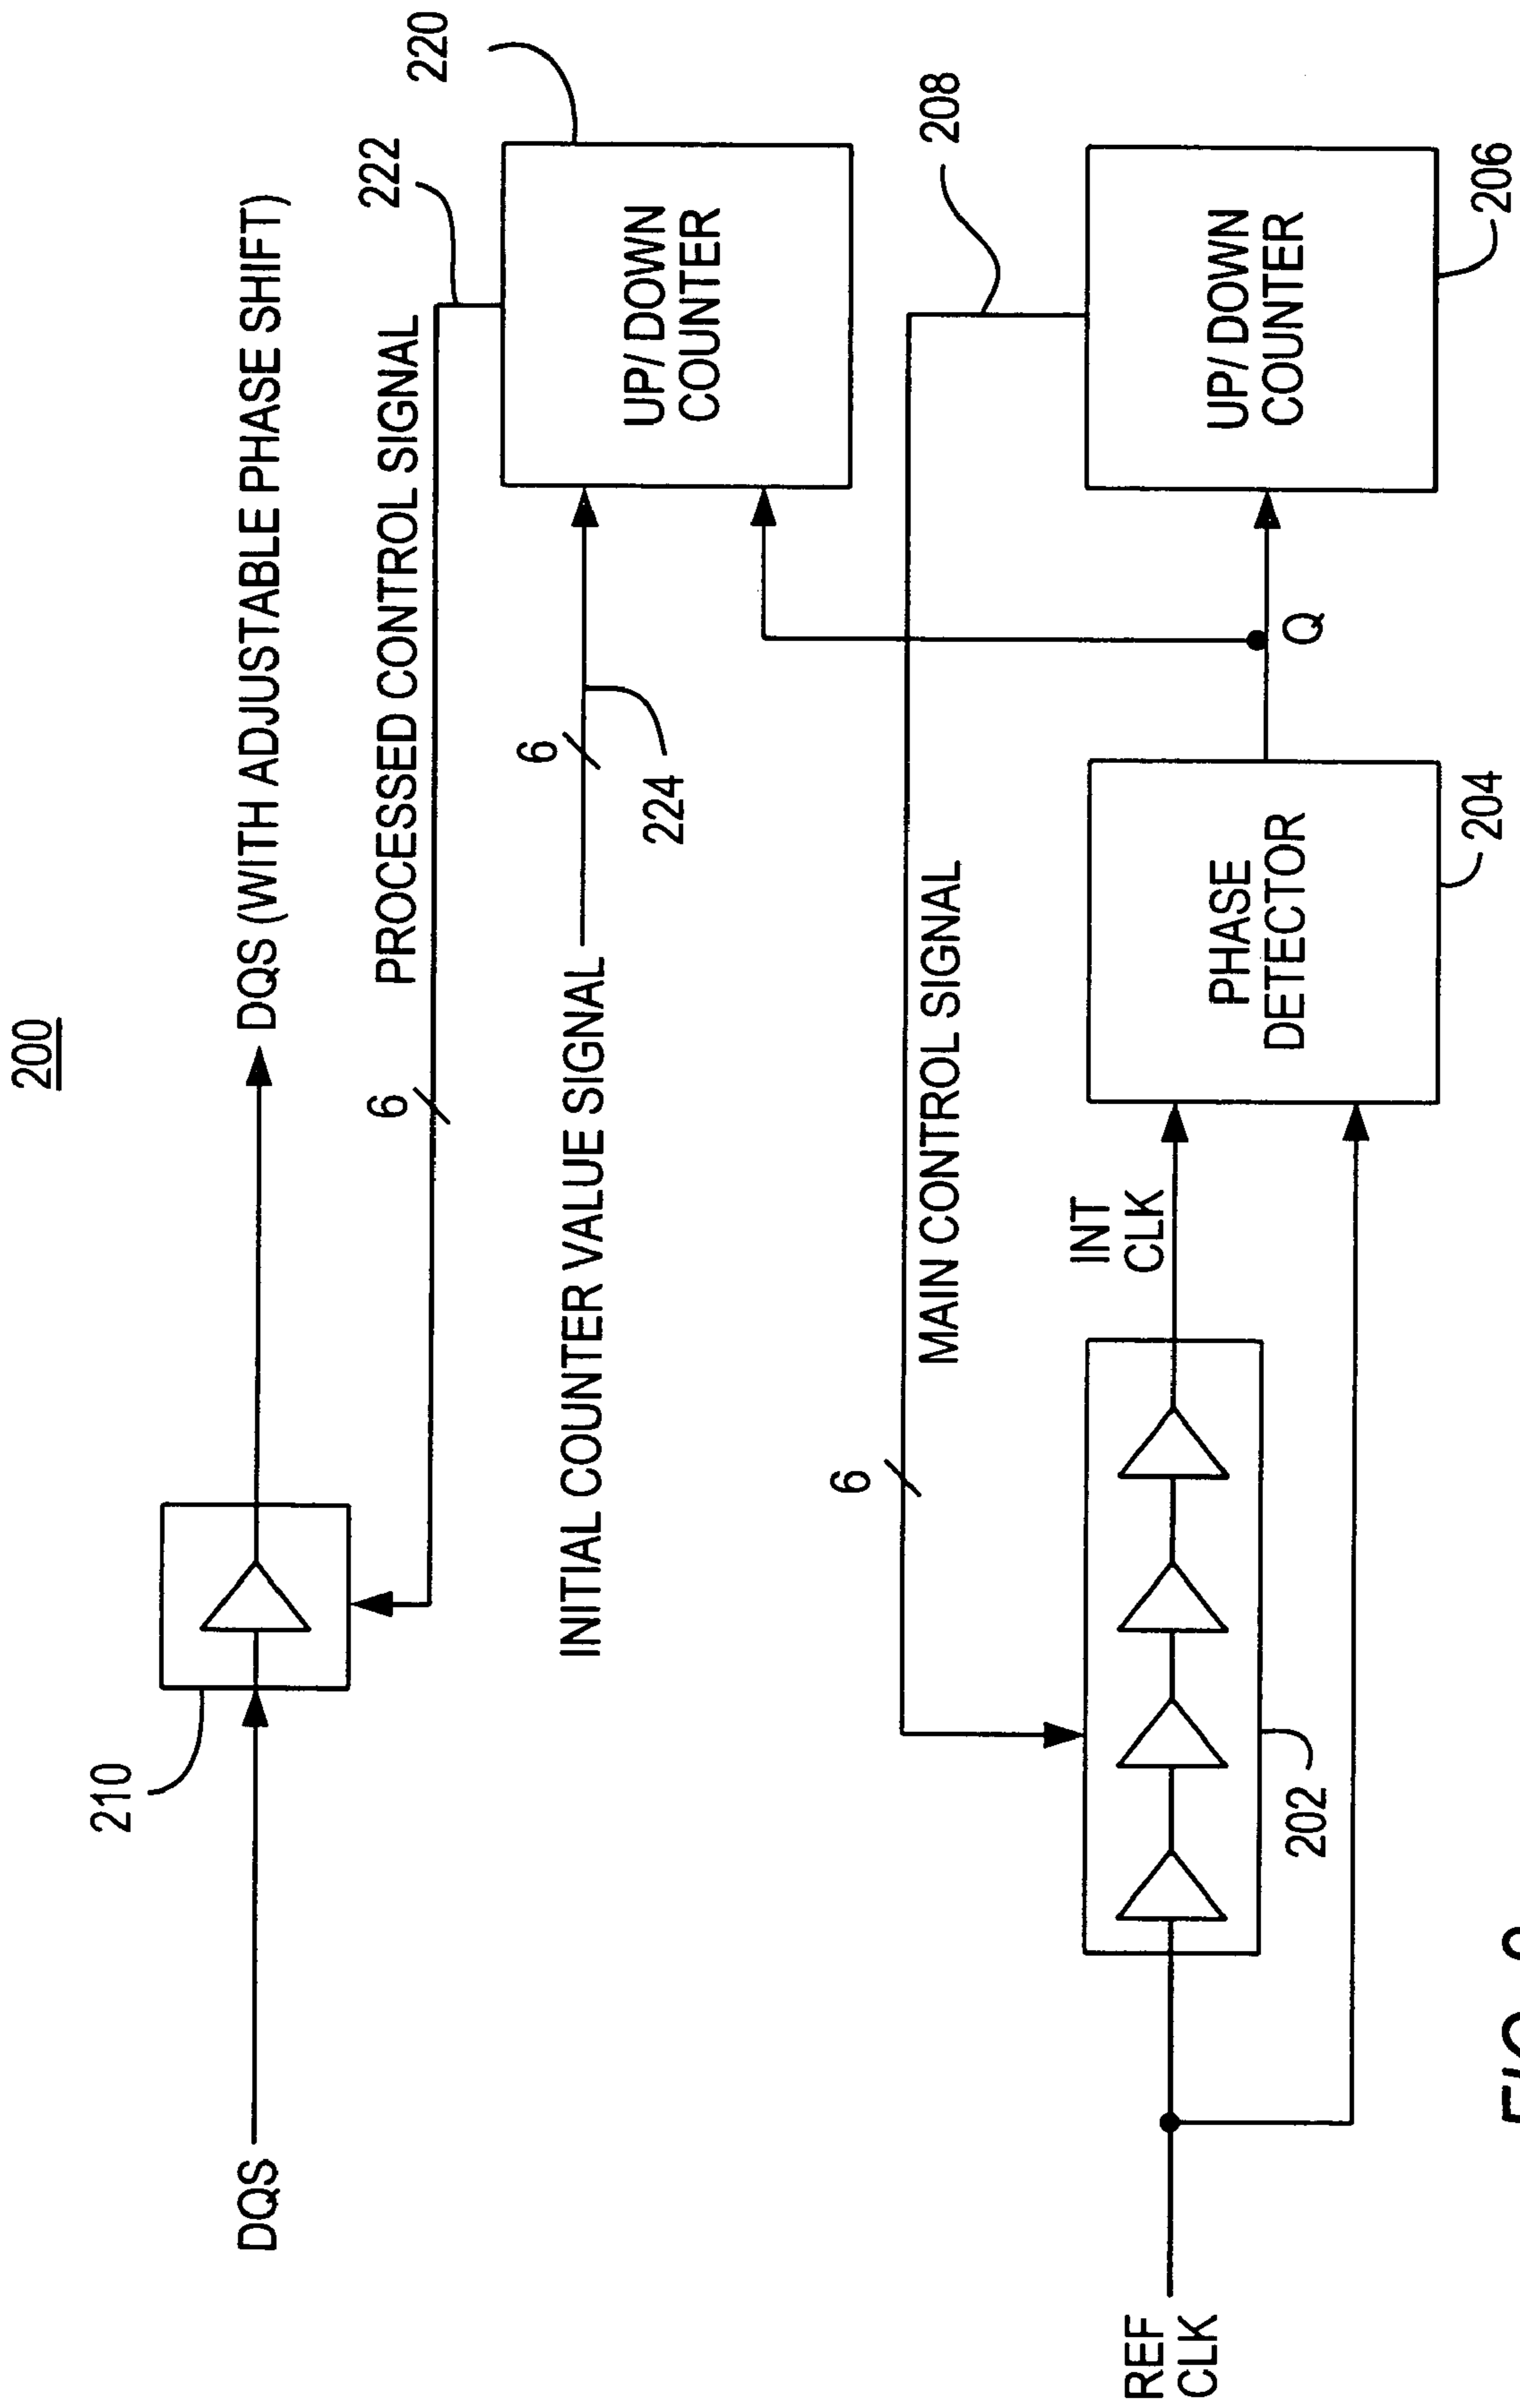 200
210
DQS
DQS (WITH ADJUSTABLE PHASE SHIFT)
6
PROCESSED CONTROL SIGNAL
222
220
INITIAL COUNTER VALUE SIGNAL
6
224
UP/DOWN
COUNTER
6
MAIN CONTROL SIGNAL
208
REF
CLK
202
INT
CLK
PHASE
DETECTOR
204
Q
UP/DOWN
COUNTER
206